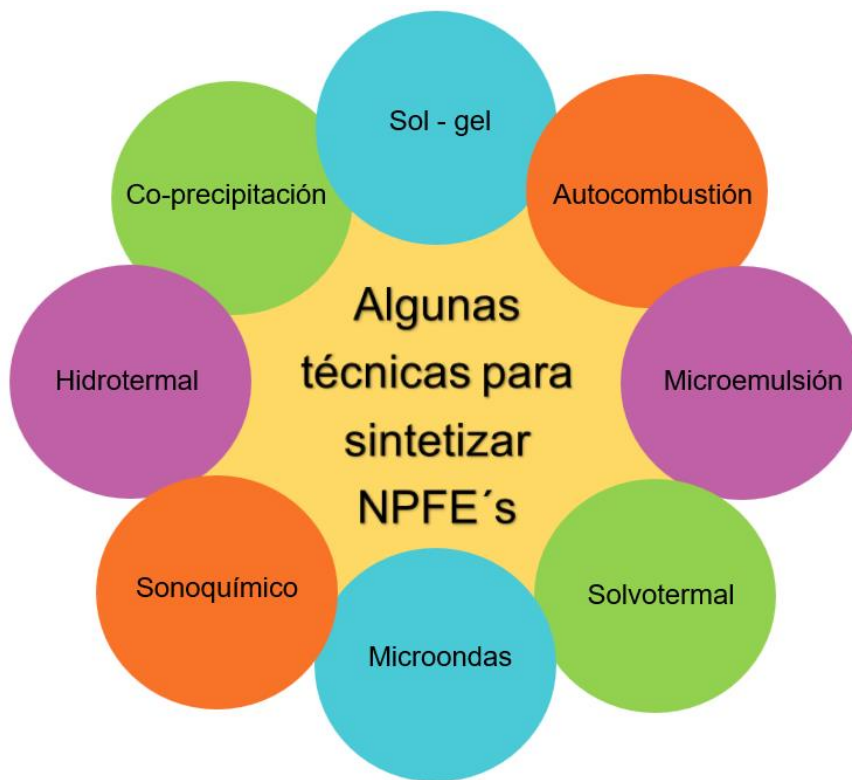 Sol - gel
Co-precipitación
Autocombustión
Algunas
técnicas para
sintetizar
NPFE´s
Hidrotermal
Microemulsión
Sonoquímico
Solvotermal
Microondas